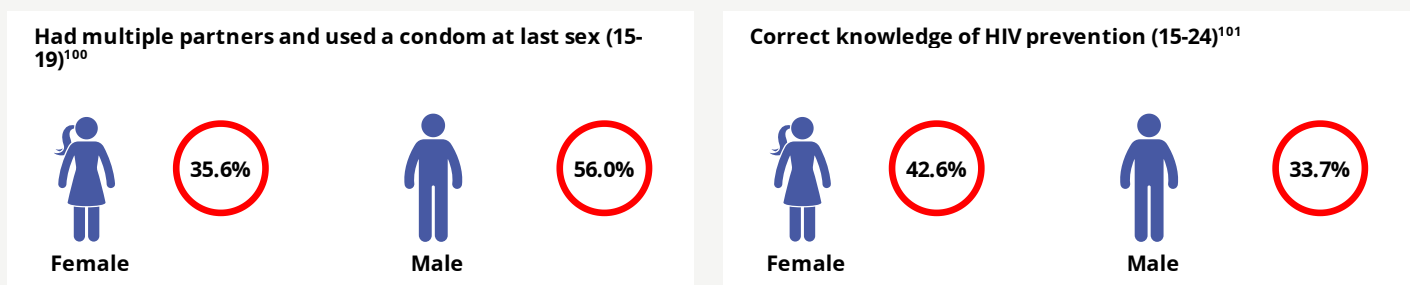 Had multiple partners and used a condom at last sex (15-
19)¹⁰⁰
35.6%
56.0%
Female
Male
Correct knowledge of HIV prevention (15-24)¹⁰¹
42.6%
33.7%
Female
Male